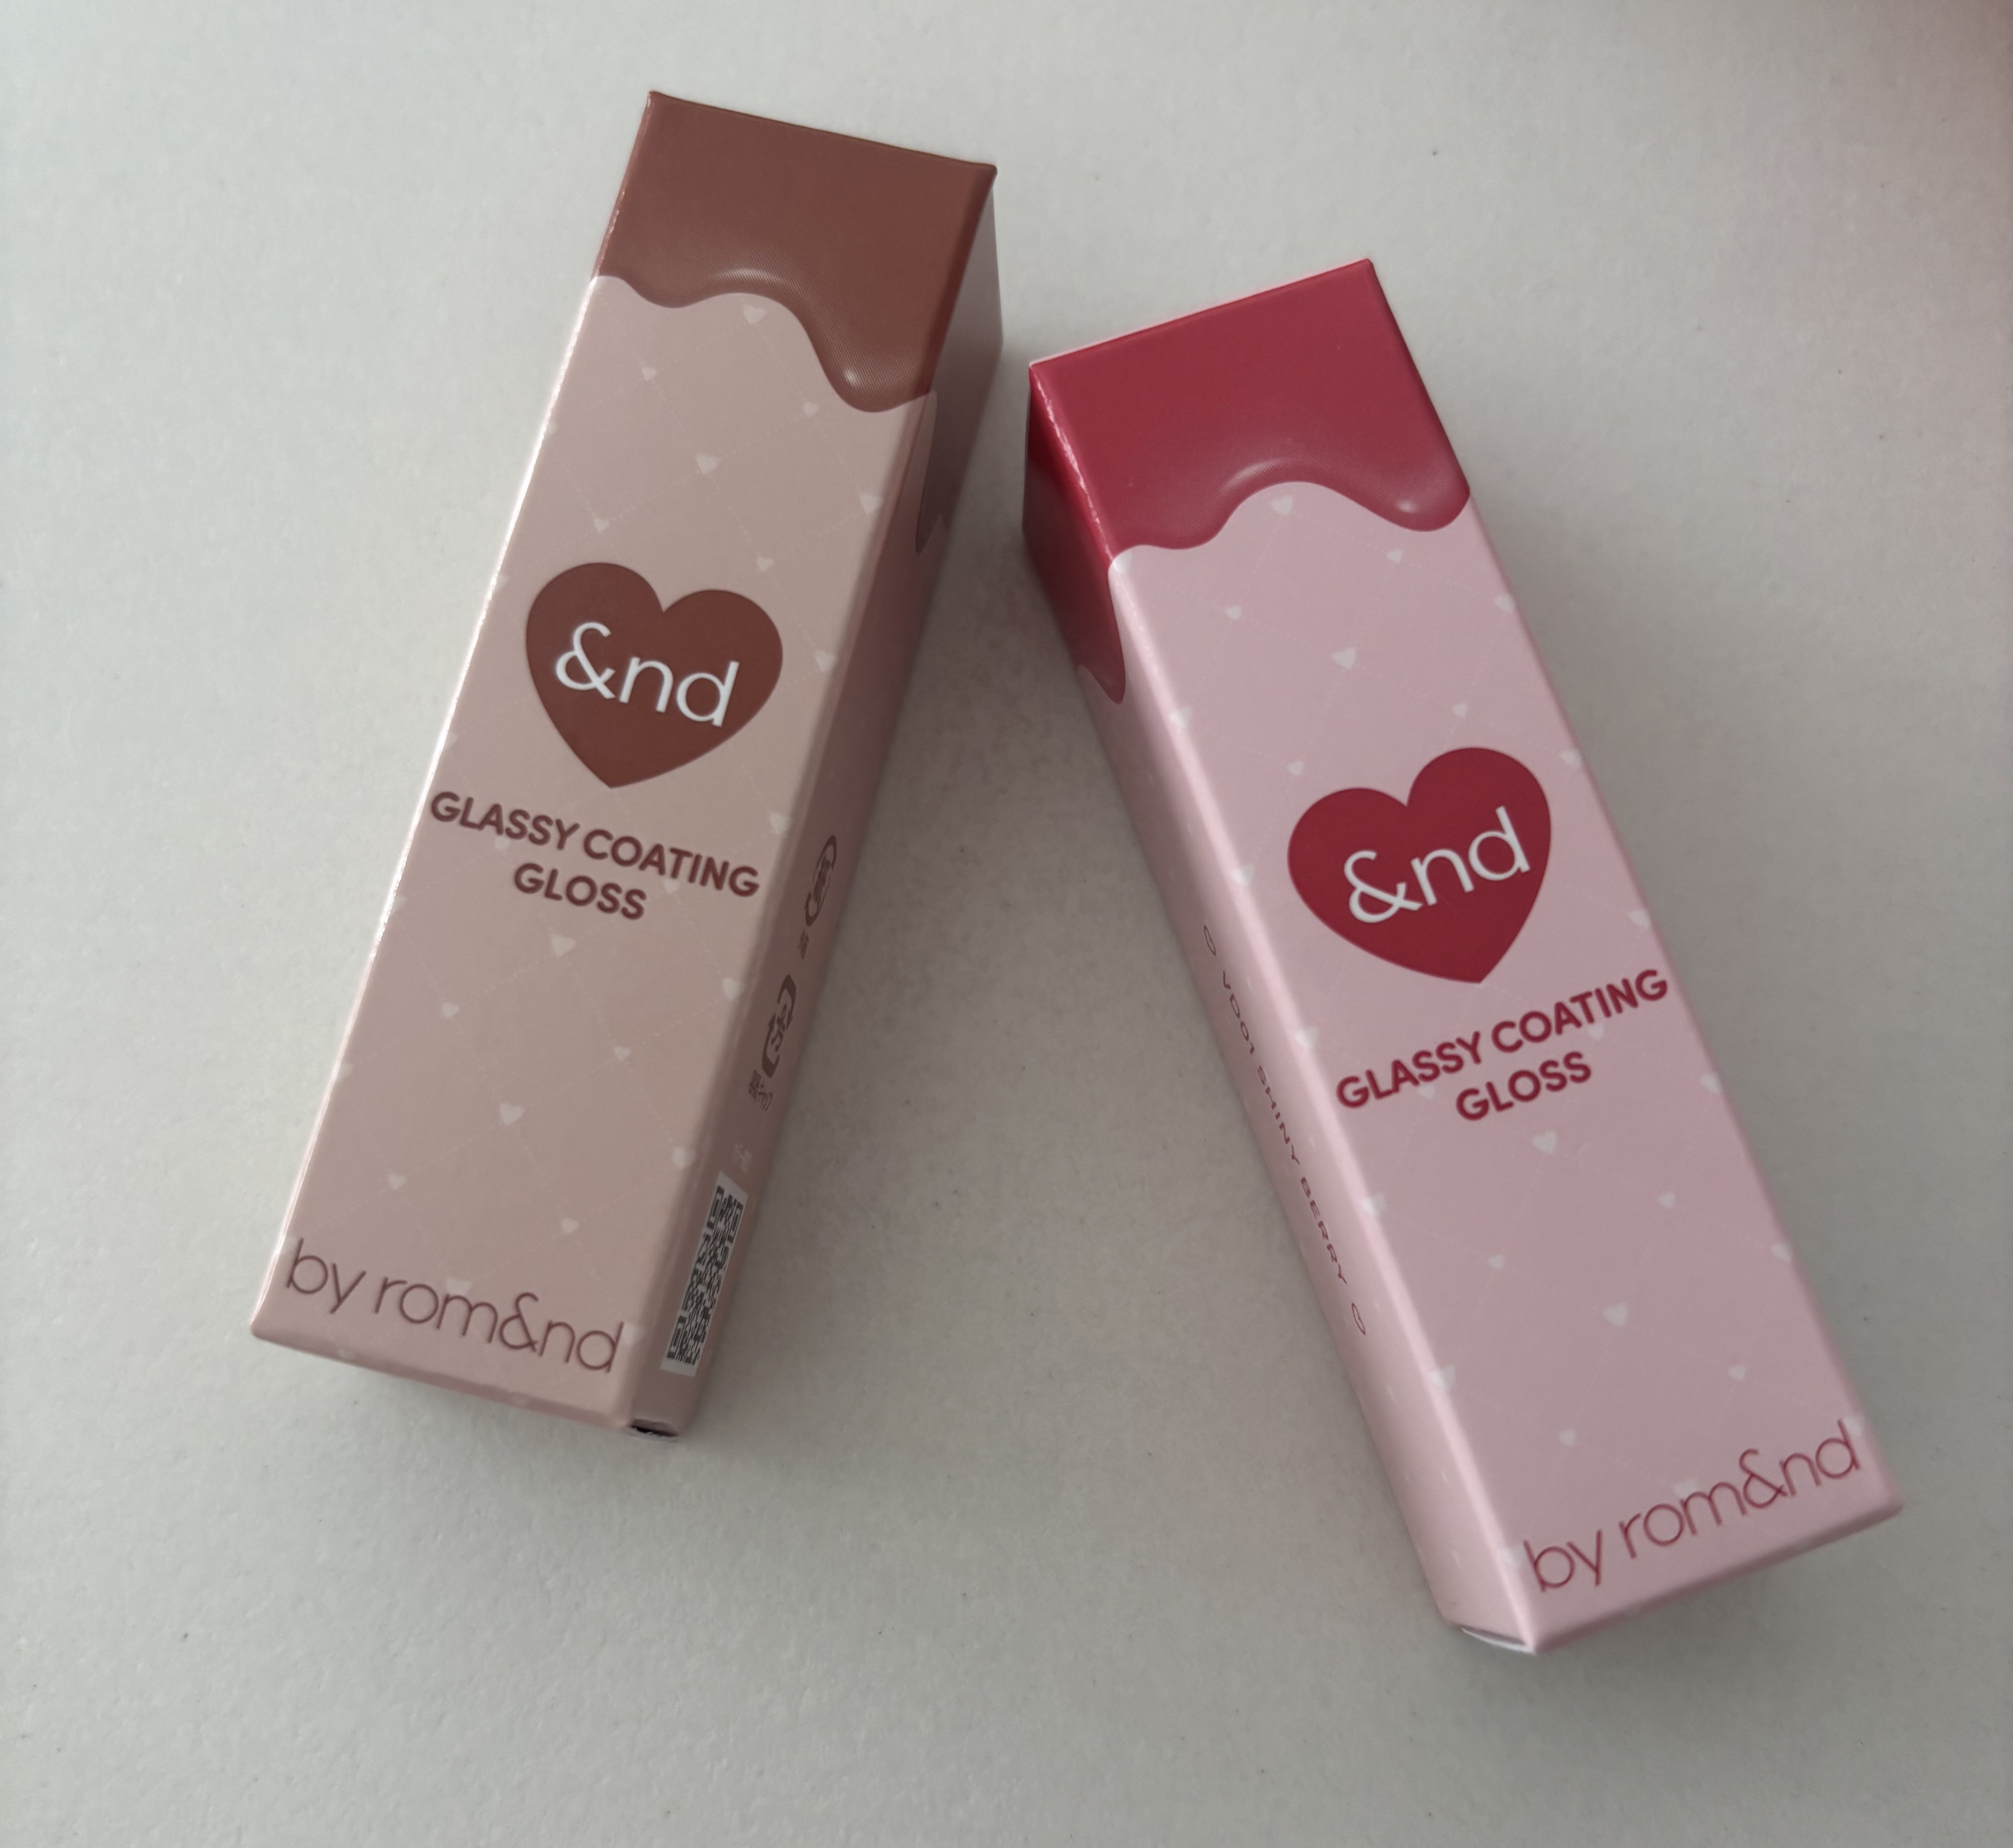 &nd
GLASSY COATING
GLOSS
by rom&nd
&nd
GLASSY COATING
GLOSS
by rom&nd
V001 SHINY BERRY